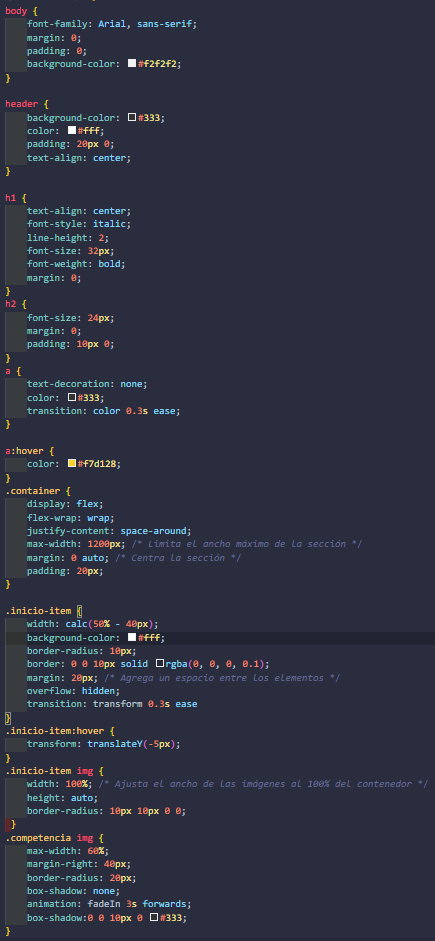 body {
font-family: Arial, sans-serif;
margin: 0;
padding: 0;
background-color: #f2f2f2;
}
header {
background-color: #333;
color: #fff;
padding: 20px 0;
text-align: center;
}
h1 {
text-align: center;
font-style: italic;
line-height: 2;
font-size: 32px;
font-weight: bold;
margin: 0;
}
h2 {
font-size: 24px;
margin: 0;
padding: 10px 0;
}
a {
text-decoration: none;
color: #333;
transition: color 0.3s ease;
}
a:hover {
color: #f7d128;
}
.container {
display: flex;
flex-wrap: wrap;
justify-content: space-around;
max-width: 1200px; /* Limita el ancho máximo de la sección */
margin: 0 auto; /* Centra la sección */
padding: 20px;
}
.inicio-item {
width: calc(50% - 40px);
background-color: #fff;
border-radius: 10px;
border: 0 0 10px solid rgba(0, 0, 0, 0.1);
margin: 20px; /* Agrega un espacio entre los elementos */
overflow: hidden;
transition: transform 0.3s ease
}
.inicio-item:hover {
transform: translateY(-5px);
}
.inicio-item img {
width: 100%; /* Ajusta el ancho de las imágenes al 100% del contenedor */
height: auto;
border-radius: 10px 10px 0 0;
}
.competencia img {
max-width: 60%;
margin-right: 40px;
border-radius: 20px;
box-shadow: none;
animation: fadeIn 3s forwards;
box-shadow:0 0 10px 0 #333;
}